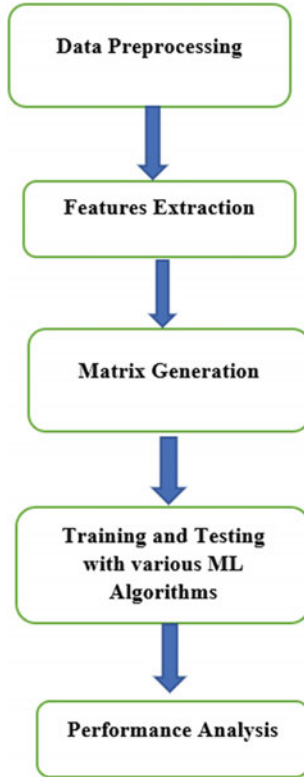 Data Preprocessing
Features Extraction
Matrix Generation
Training and Testing
with various ML
Algorithms
Performance Analysis